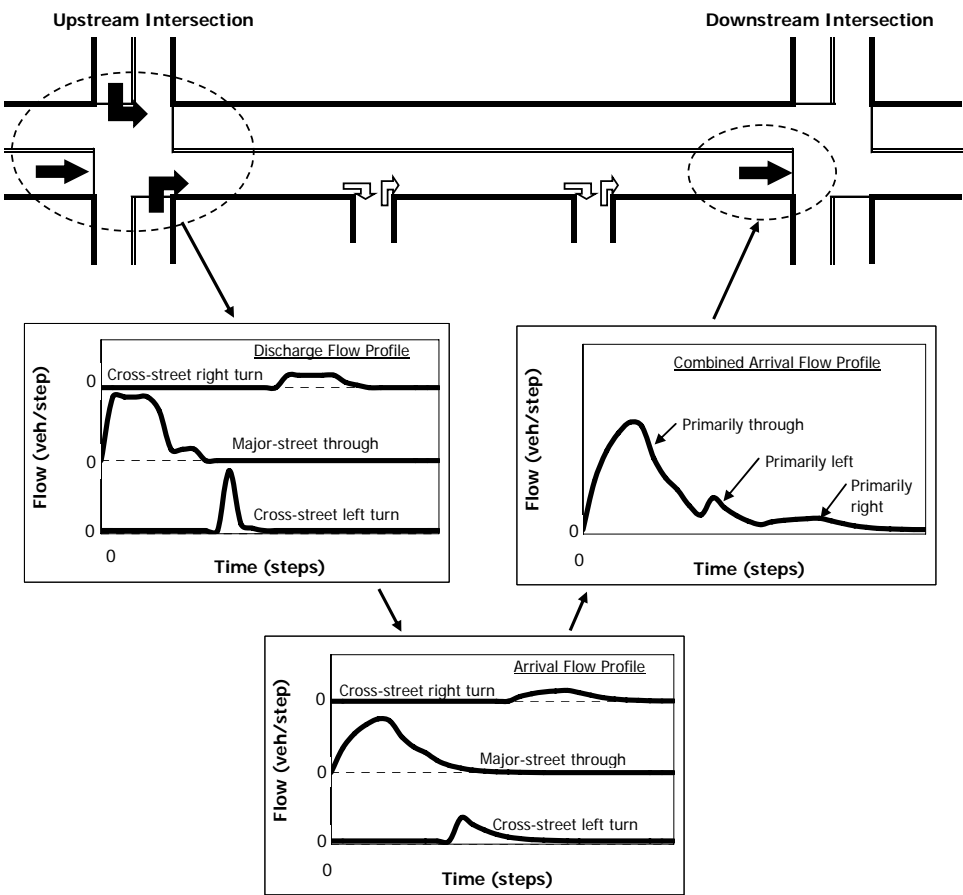 Upstream Intersection
Downstream Intersection
Discharge Flow Profile
Cross-street right turn
0
Major-street through
0
Cross-street left turn
0
0
Flow (veh/step)
Time (steps)
Combined Arrival Flow Profile
Primarily through
Primarily left
Primarily
right
0
0
Flow (veh/step)
Time (steps)
Arrival Flow Profile
Cross-street right turn
0
Major-street through
0
Cross-street left turn
0
0
Flow (veh/step)
Time (steps)